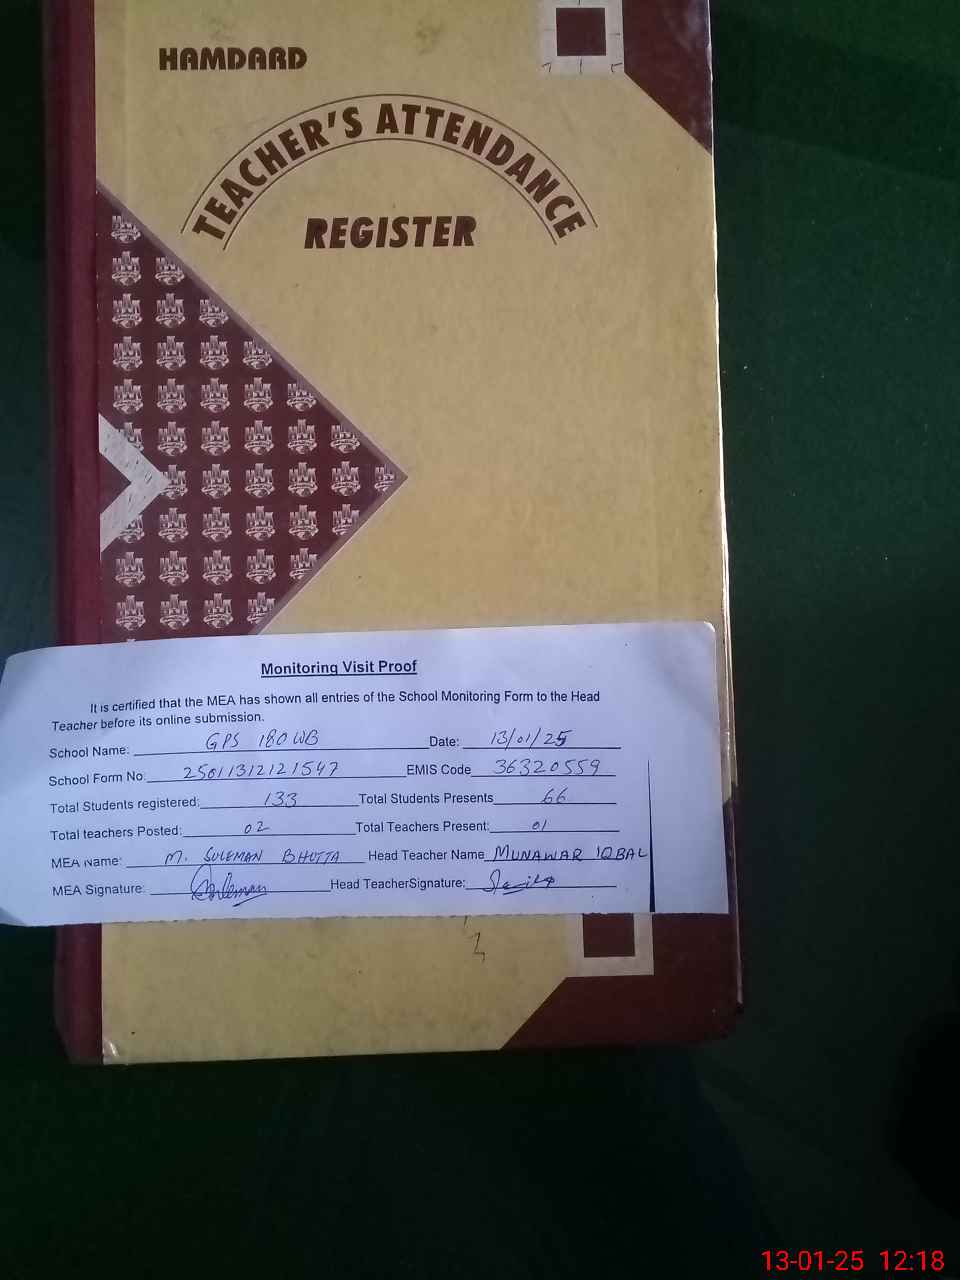 HAMDARD
TEACHER'S ATTENDANCE
REGISTER
Monitoring Visit Proof
It is certified that the MEA has shown all entries of the School Monitoring Form to the Head
Teacher before its online submission.
School Name: GPS 180 WB Date: 13/01/25
School Form No: 25011312121547 EMIS Code 36320559
Total Students registered: 133 Total Students Presents 66
Total teachers Posted: 02 Total Teachers Present: 01
MEA Name: M. SULEMAN BHUTTA Head Teacher Name MUNAWAR IQBAL
MEA Signature: Suleman Head TeacherSignature:
13-01-25 12:18